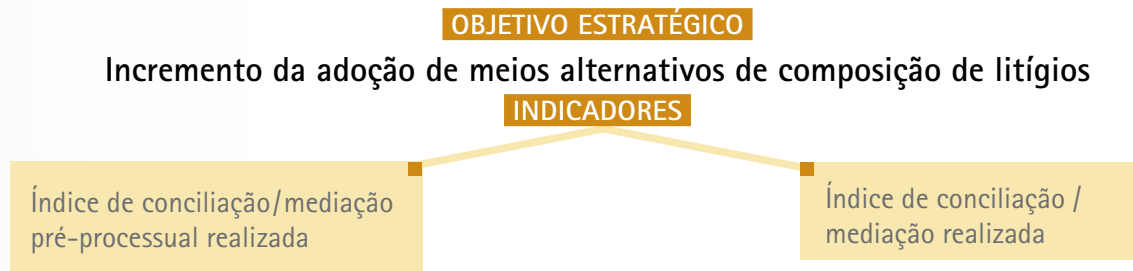 OBJETIVO ESTRATÉGICO
Incremento da adoção de meios alternativos de composição de litígios
INDICADORES
Índice de conciliação/mediação
pré-processual realizada
Índice de conciliação /
mediação realizada